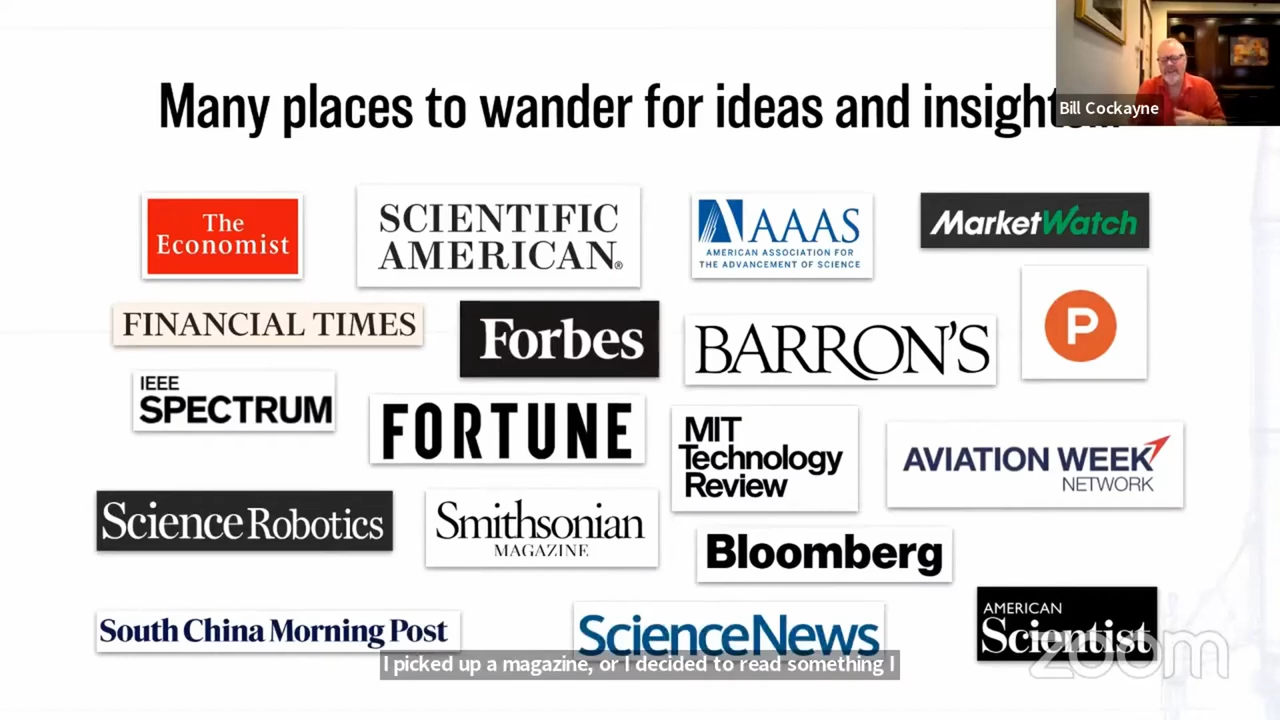 Many places to wander for ideas and insights...
Bill Cockayne
The
Economist
SCIENTIFIC
AMERICAN®
AAAS
AMERICAN ASSOCIATION FOR
THE ADVANCEMENT OF SCIENCE
MarketWatch
FINANCIAL TIMES
Forbes
BARRON'S
P
IEEE
SPECTRUM
FORTUNE
MIT
Technology
Review
AVIATION WEEK
NETWORK
Science Robotics
Smithsonian
MAGAZINE
Bloomberg
South China Morning Post
ScienceNews
AMERICAN
Scientist
zoom
I picked up a magazine, or I decided to read something I